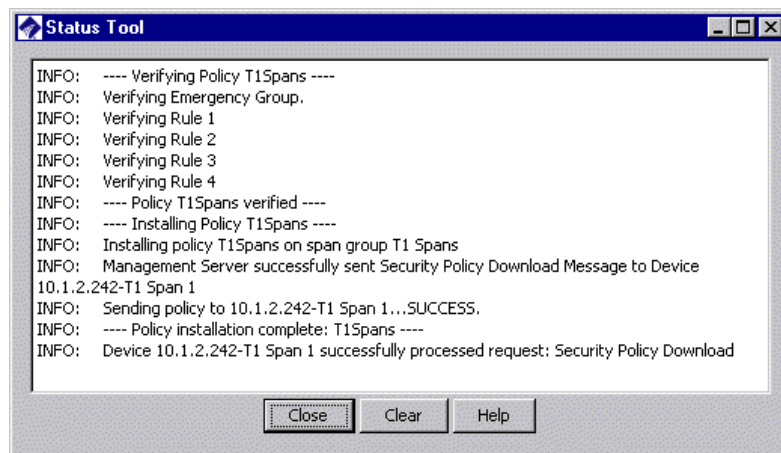 Status Tool
INFO: ---- Verifying Policy T1Spans ----
INFO: Verifying Emergency Group.
INFO: Verifying Rule 1
INFO: Verifying Rule 2
INFO: Verifying Rule 3
INFO: Verifying Rule 4
INFO: ---- Policy T1Spans verified ----
INFO: ---- Installing Policy T1Spans ----
INFO: Installing policy T1Spans on span group T1 Spans
INFO: Management Server successfully sent Security Policy Download Message to Device
10.1.2.242-T1 Span 1
INFO: Sending policy to 10.1.2.242-T1 Span 1...SUCCESS.
INFO: ---- Policy installation complete: T1Spans ----
INFO: Device 10.1.2.242-T1 Span 1 successfully processed request: Security Policy Download
Close Clear Help